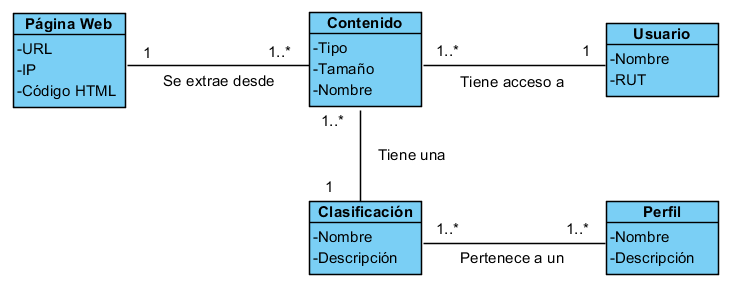 Página Web
-URL
-IP
-Código HTML
1
1..*
Se extrae desde
Contenido
-Tipo
-Tamaño
-Nombre
1..*
1
Tiene acceso a
Usuario
-Nombre
-RUT
1..*
Tiene una
1
Clasificación
-Nombre
-Descripción
1..*
1..*
Pertenece a un
Perfil
-Nombre
-Descripción